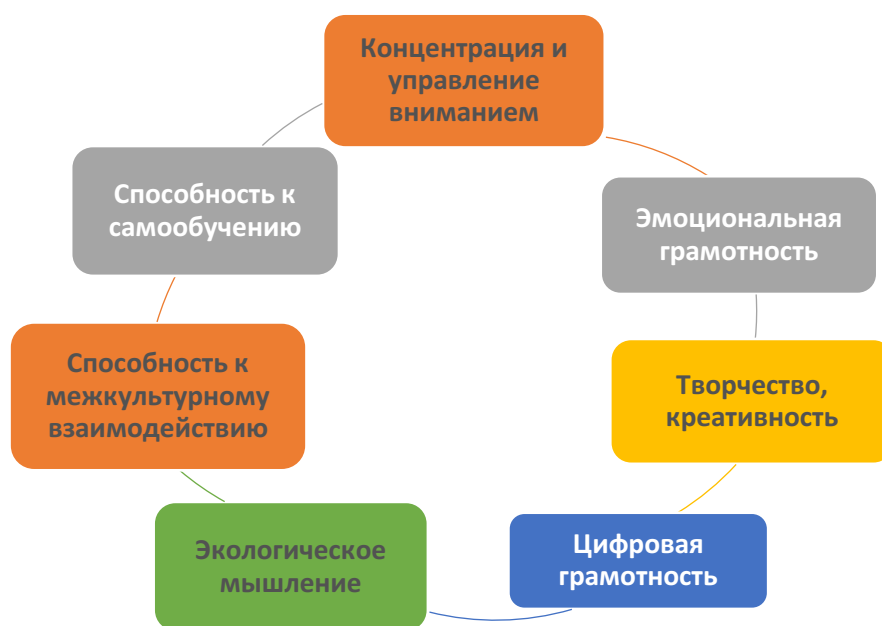 Концентрация и
управление
вниманием
Эмоциональная
грамотность
Творчество,
креативность
Цифровая
грамотность
Экологическое
мышление
Способность к
межкультурному
взаимодействию
Способность к
самообучению